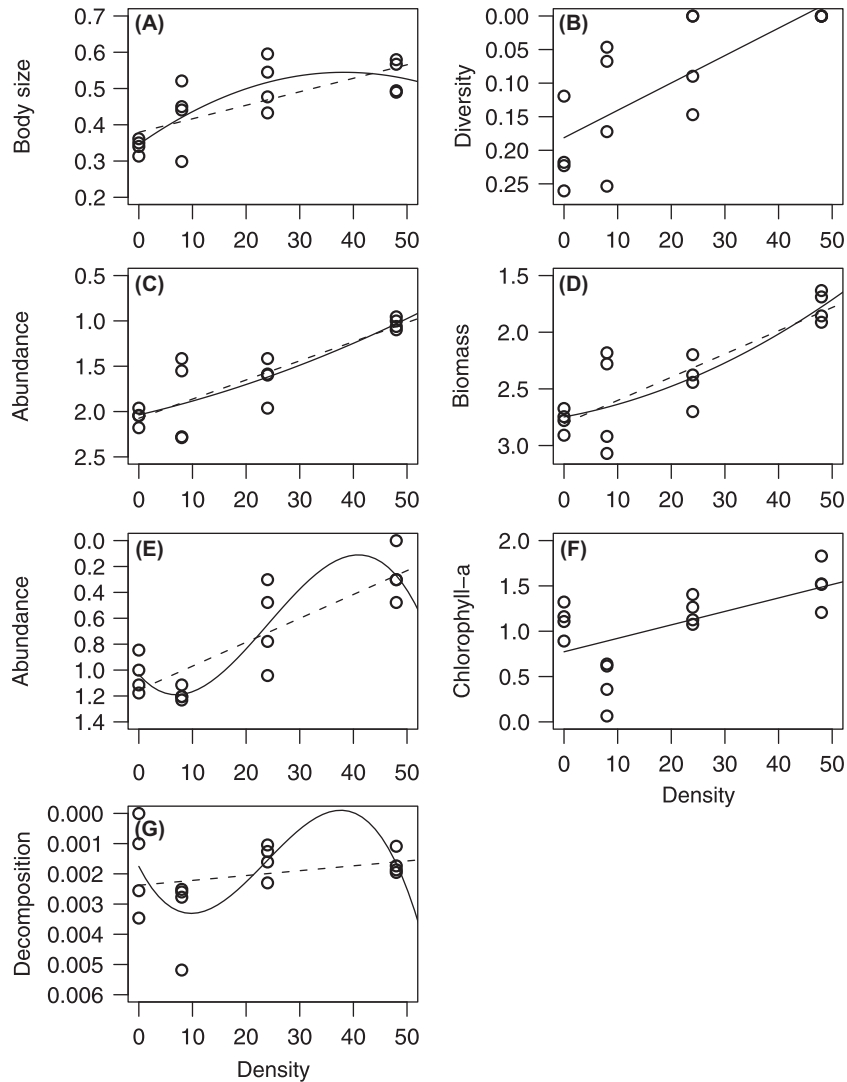 (A)
Body size
0.7
0.6
0.5
0.4
0.3
0.2
0 10 20 30 40 50
(B)
Diversity
0.00
0.05
0.10
0.15
0.20
0.25
0 10 20 30 40 50
(C)
Abundance
0.5
1.0
1.5
2.0
2.5
0 10 20 30 40 50
(D)
Biomass
1.5
2.0
2.5
3.0
0 10 20 30 40 50
(E)
Abundance
0.0
0.2
0.4
0.6
0.8
1.0
1.2
1.4
0 10 20 30 40 50
(F)
Chlorophyll−a
2.0
1.5
1.0
0.5
0.0
0 10 20 30 40 50
Density
(G)
Decomposition
0.000
0.001
0.002
0.003
0.004
0.005
0.006
0 10 20 30 40 50
Density